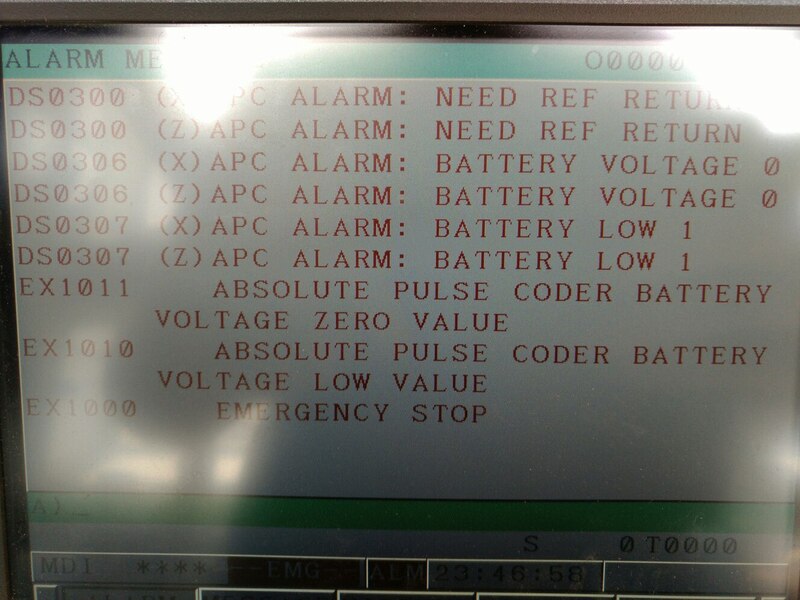 ALARM
O0000
DS0300 (X)APC ALARM: NEED REF RETURN
DS0300 (Z)APC ALARM: NEED REF RETURN
DS0306 (X)APC ALARM: BATTERY VOLTAGE 0
DS0306 (Z)APC ALARM: BATTERY VOLTAGE 0
DS0307 (X)APC ALARM: BATTERY LOW 1
DS0307 (Z)APC ALARM: BATTERY LOW 1
EX1011 ABSOLUTE PULSE CODER BATTERY
VOLTAGE ZERO VALUE
EX1010 ABSOLUTE PULSE CODER BATTERY
VOLTAGE LOW VALUE
EX1000 EMERGENCY STOP
A)_
S 0 T0000
MDI **** --EMG-- ALM 23:46:58